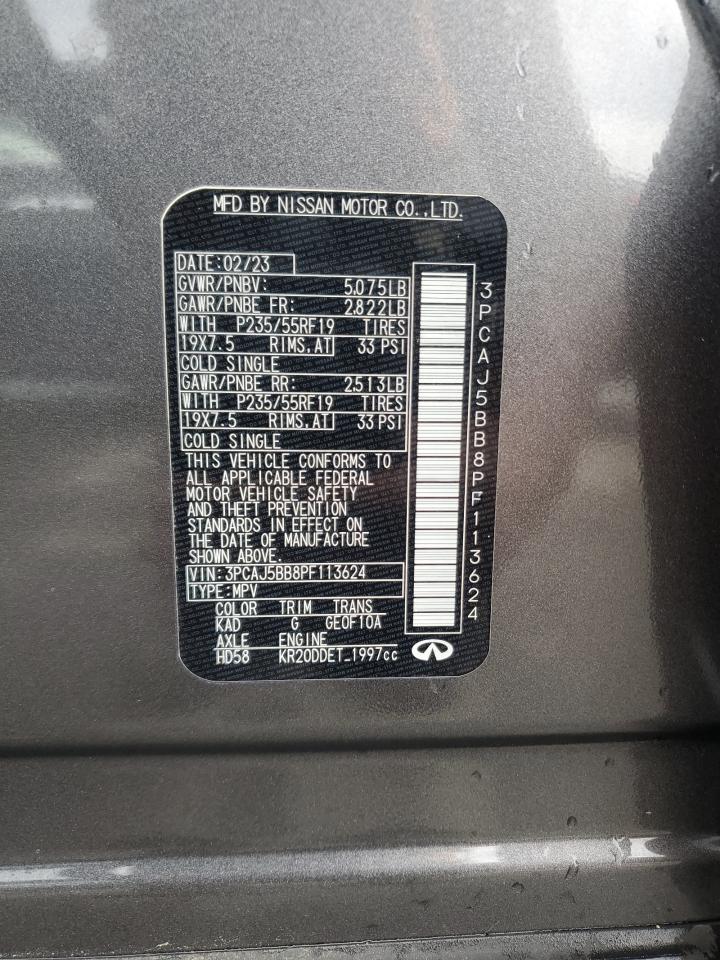 MFD BY NISSAN MOTOR CO.,LTD.
DATE:02/23
GVWR/PNBV: 5,075LB
GAWR/PNBE FR: 2,822LB
WITH P235/55RF19 TIRES
19X7.5 RIMS,AT 33 PSI
COLD SINGLE
GAWR/PNBE RR: 2,513LB
WITH P235/55RF19 TIRES
19X7.5 RIMS,AT 33 PSI
COLD SINGLE
THIS VEHICLE CONFORMS TO
ALL APPLICABLE FEDERAL
MOTOR VEHICLE SAFETY
AND THEFT PREVENTION
STANDARDS IN EFFECT ON
THE DATE OF MANUFACTURE
SHOWN ABOVE.
VIN:3PCAJ5BB8PF113624
TYPE:MPV
COLOR TRIM TRANS
KAD G GE0F10A
AXLE ENGINE
HD58 KR20DDET_1997cc
3PCAJ5BB8PF113624